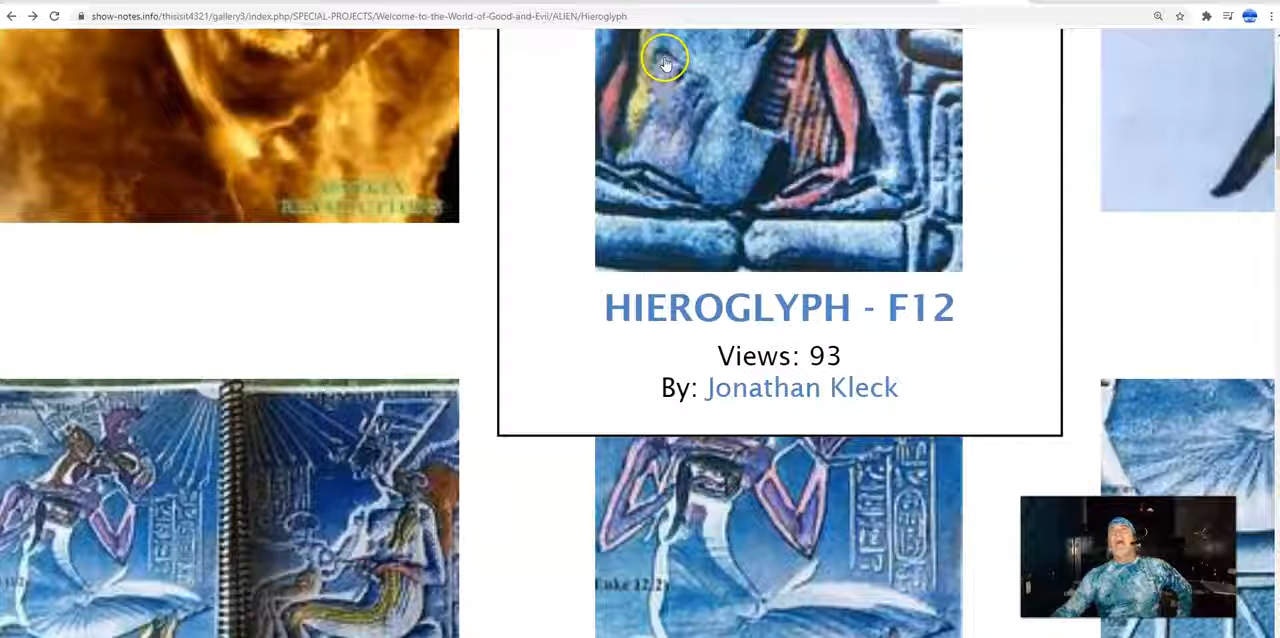 show-notes.info/thisisit4321/gallery3/index.php/SPECIAL-PROJECTS/Welcome-to-the-World-of-Good-and-Evil/ALIEN/Hieroglyph
HIEROGLYPH - F12
Views: 93
By: Jonathan Kleck